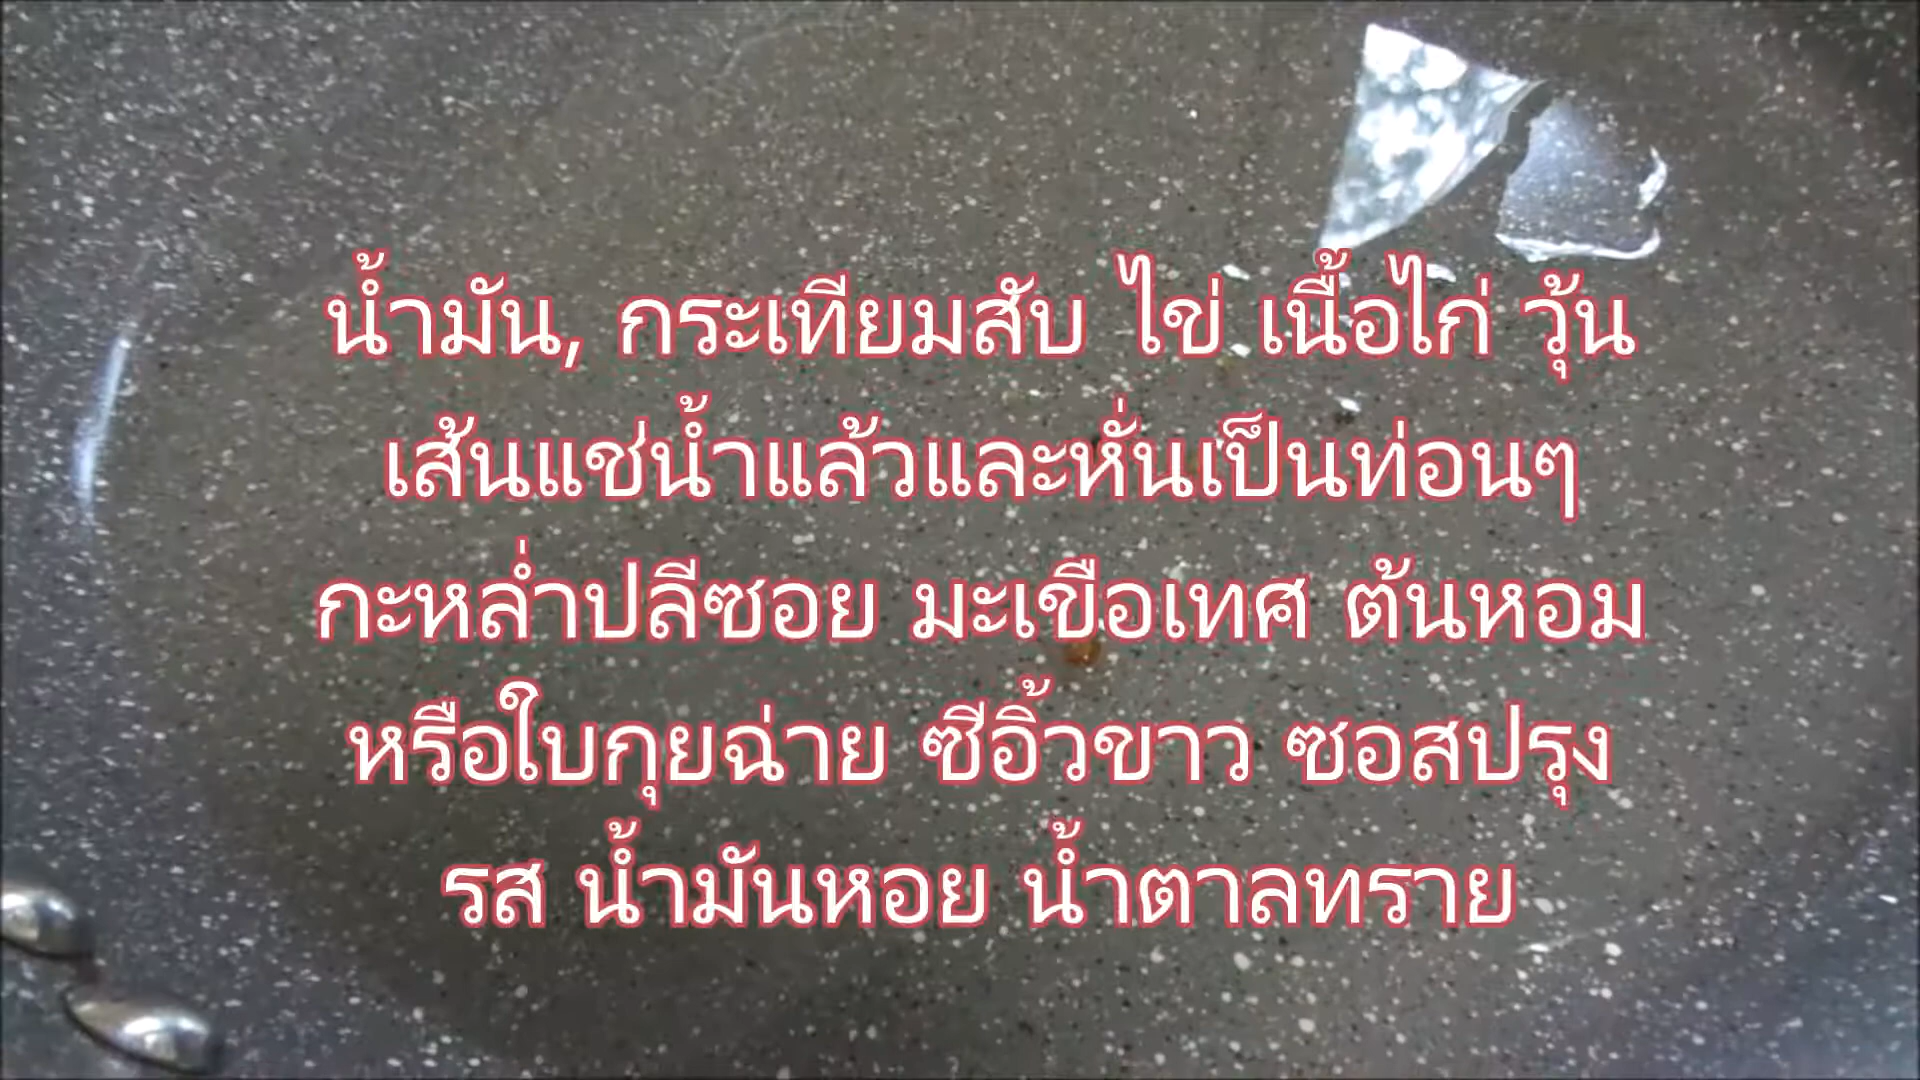 น้ำมัน, กระเทียมสับ ไข่ เนื้อไก่ วุ้น
เส้นแช่น้ำแล้วและหั่นเป็นท่อนๆ
กะหล่ำปลีซอย มะเขือเทศ ต้นหอม
หรือใบกุยฉ่าย ซีอิ้วขาว ซอสปรุง
รส น้ำมันหอย น้ำตาลทราย